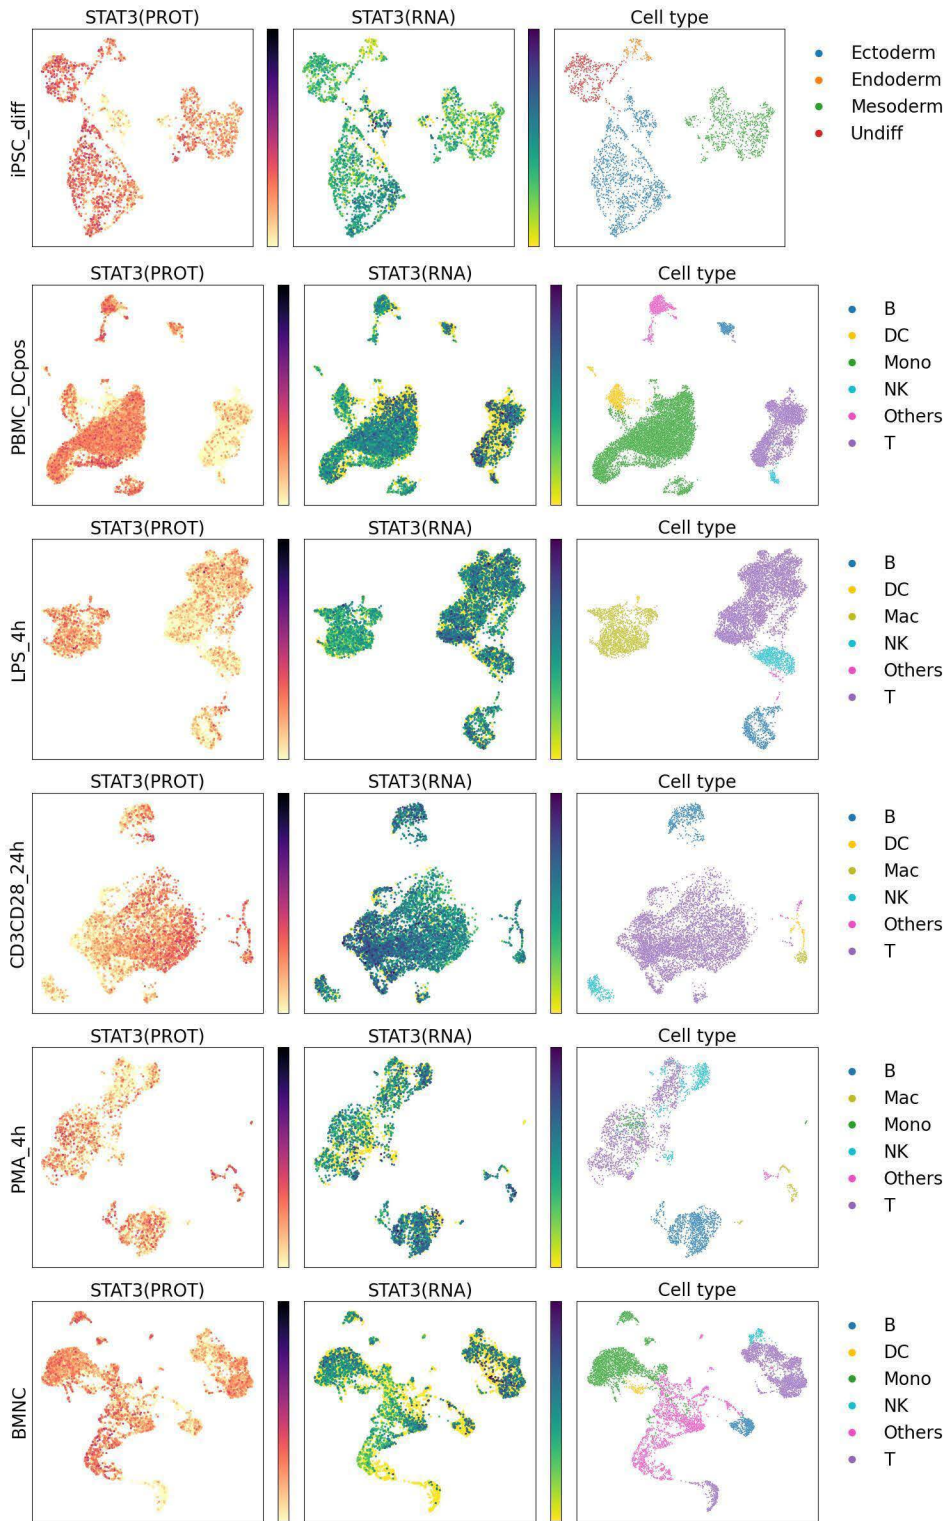 STAT3(PROT) STAT3(RNA) Cell type
iPSC_diff
Ectoderm
Endoderm
Mesoderm
Undiff
STAT3(PROT) STAT3(RNA) Cell type
PBMC_DCpos
B
DC
Mono
NK
Others
T
STAT3(PROT) STAT3(RNA) Cell type
LPS_4h
B
DC
Mac
NK
Others
T
STAT3(PROT) STAT3(RNA) Cell type
CD3CD28_24h
B
DC
Mac
NK
Others
T
STAT3(PROT) STAT3(RNA) Cell type
PMA_4h
B
Mac
Mono
NK
Others
T
STAT3(PROT) STAT3(RNA) Cell type
BMNC
B
DC
Mono
NK
Others
T